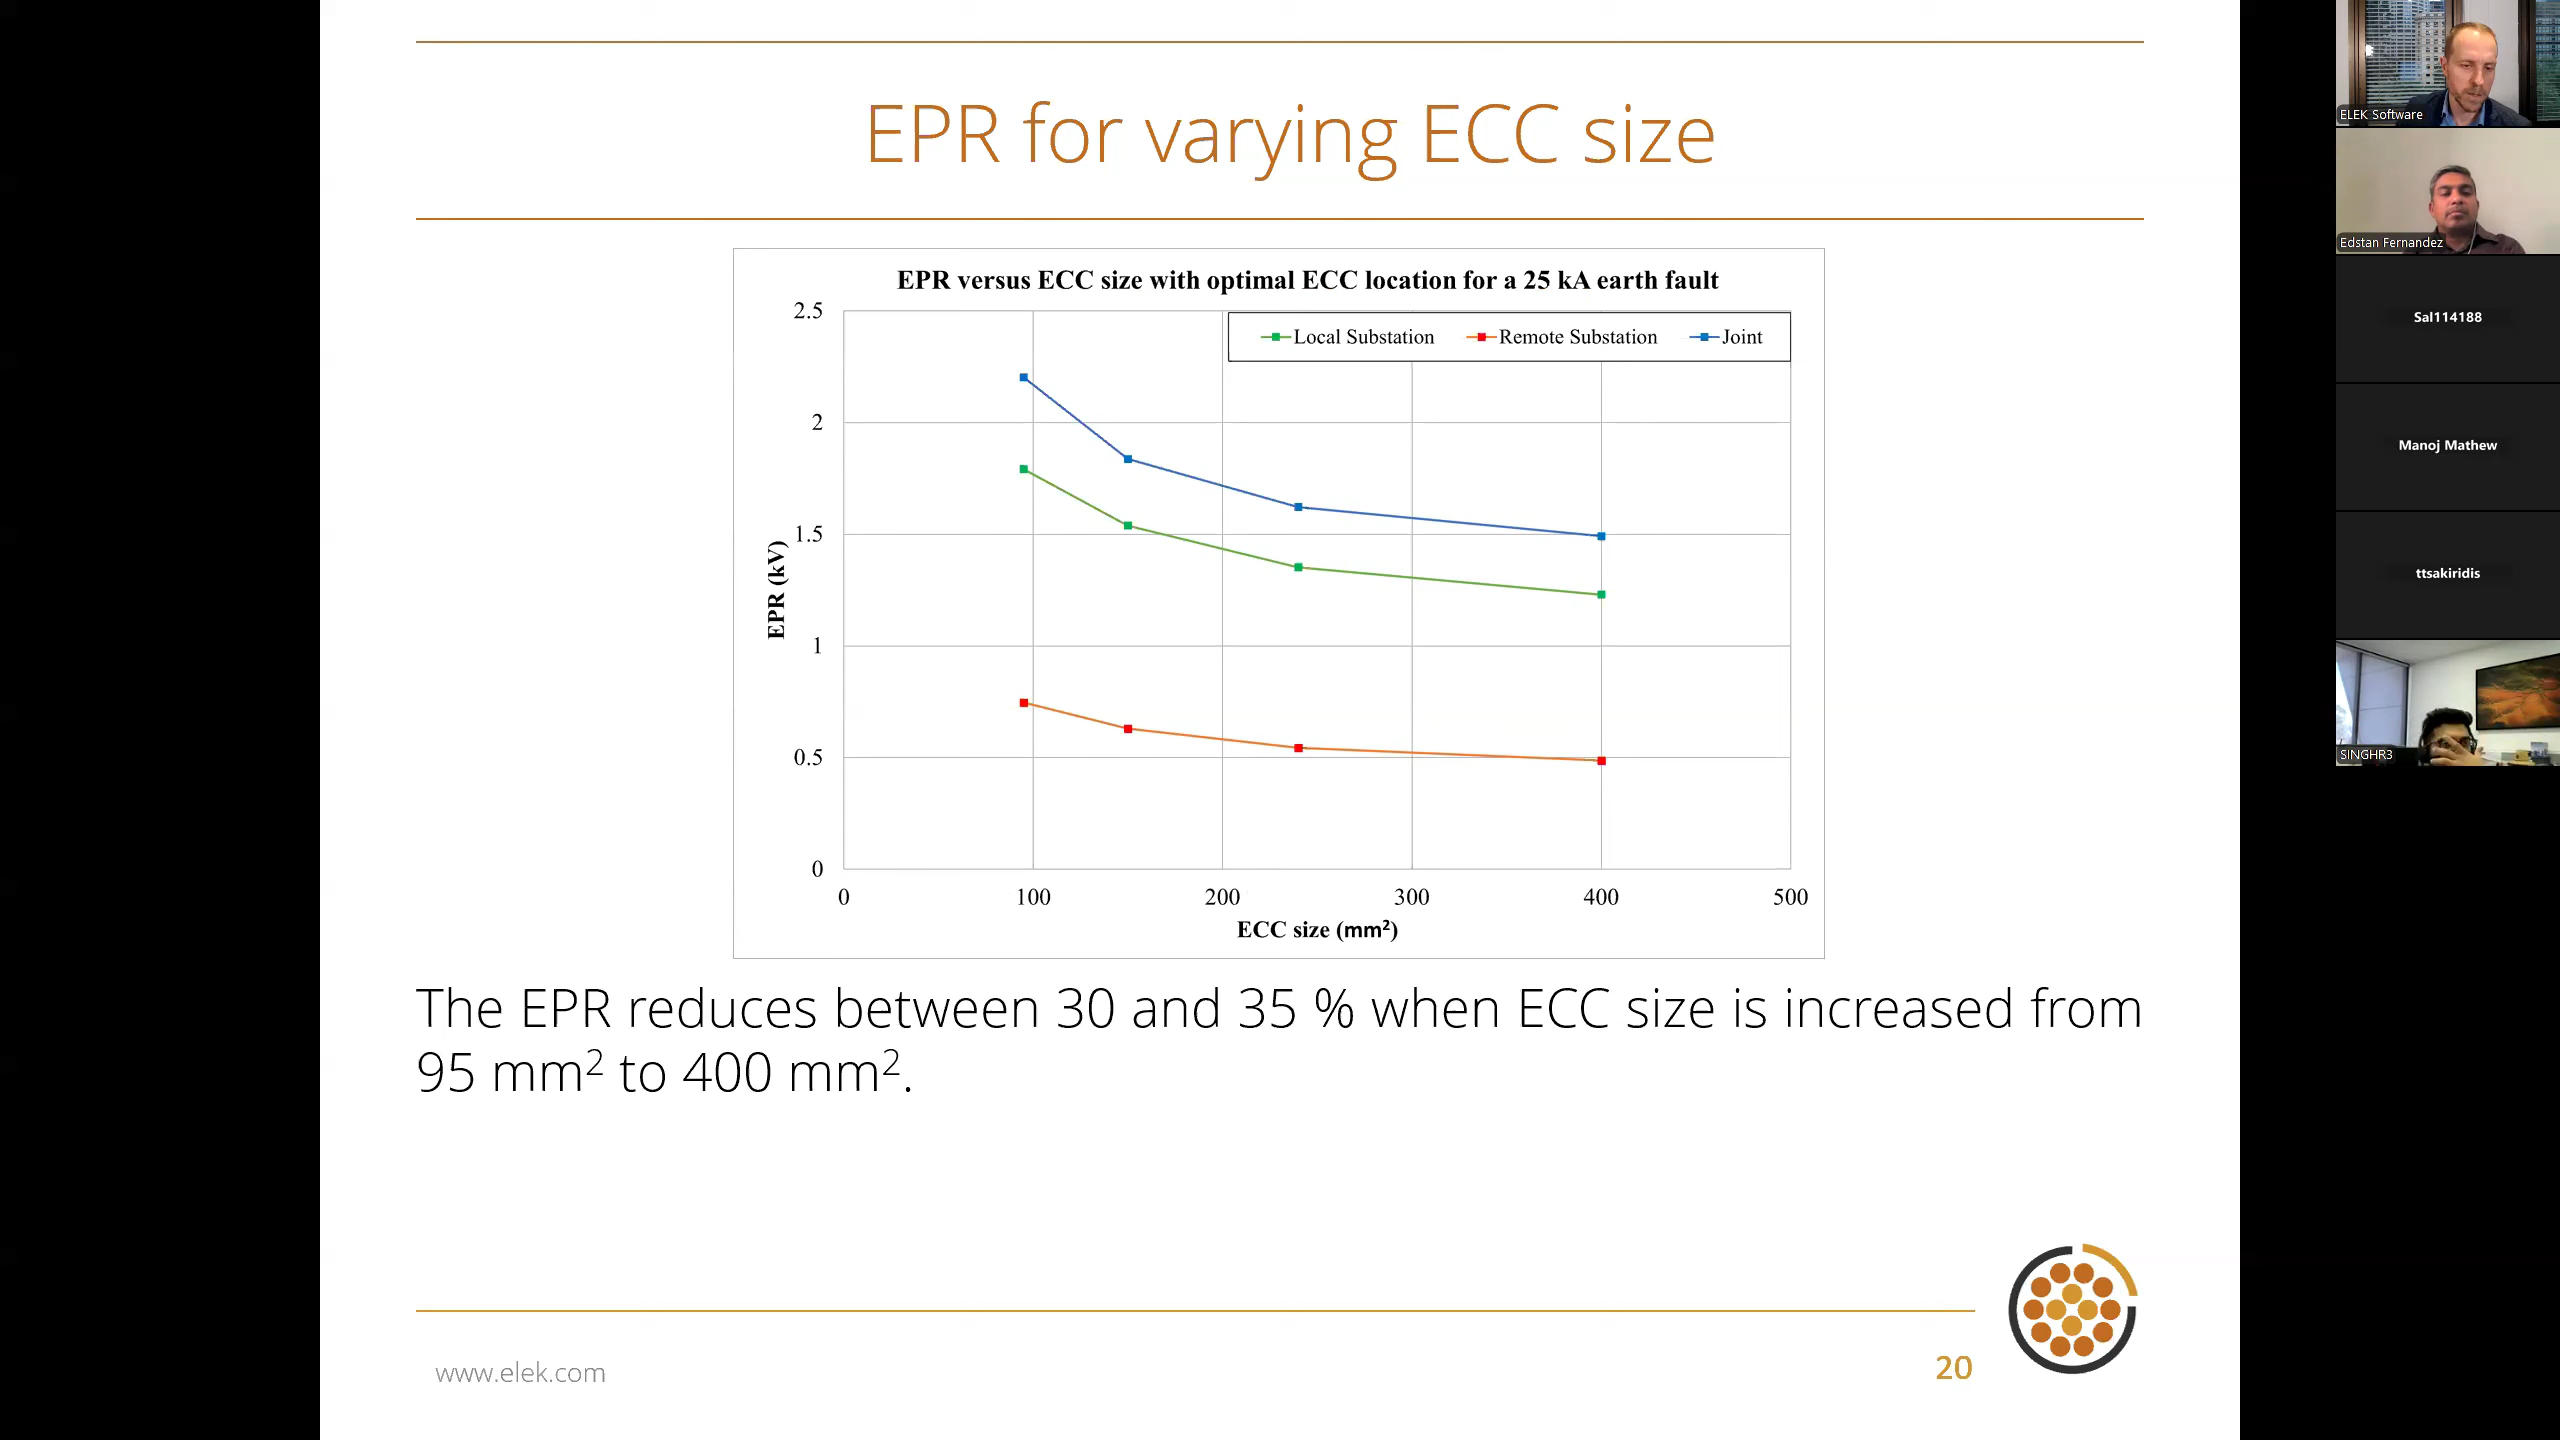 EPR for varying ECC size
EPR versus ECC size with optimal ECC location for a 25 kA earth fault
Local Substation
Remote Substation
Joint
2.5
2
1.5
1
0.5
0
EPR (kV)
0
100
200
300
400
500
ECC size (mm²)
The EPR reduces between 30 and 35 % when ECC size is increased from
95 mm² to 400 mm².
www.elek.com
20
ELEK Software
Edstan Fernandez
Sal114188
Manoj Mathew
ttsakiridis
SINGHR3